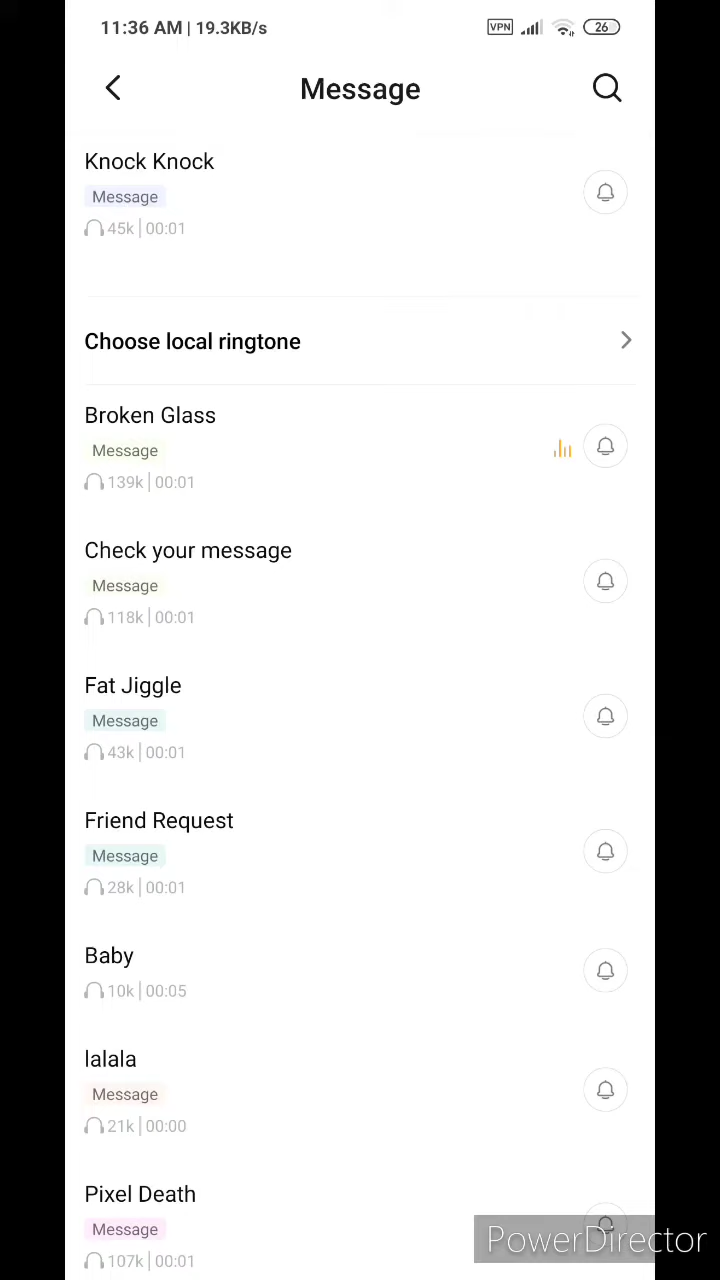 11:36 AM | 19.3KB/s VPN 26
Message
Knock Knock
Message
45k | 00:01
Choose local ringtone
Broken Glass
Message
139k | 00:01
Check your message
Message
118k | 00:01
Fat Jiggle
Message
43k | 00:01
Friend Request
Message
28k | 00:01
Baby
10k | 00:05
lalala
Message
21k | 00:00
Pixel Death
Message
107k | 00:01
PowerDirector